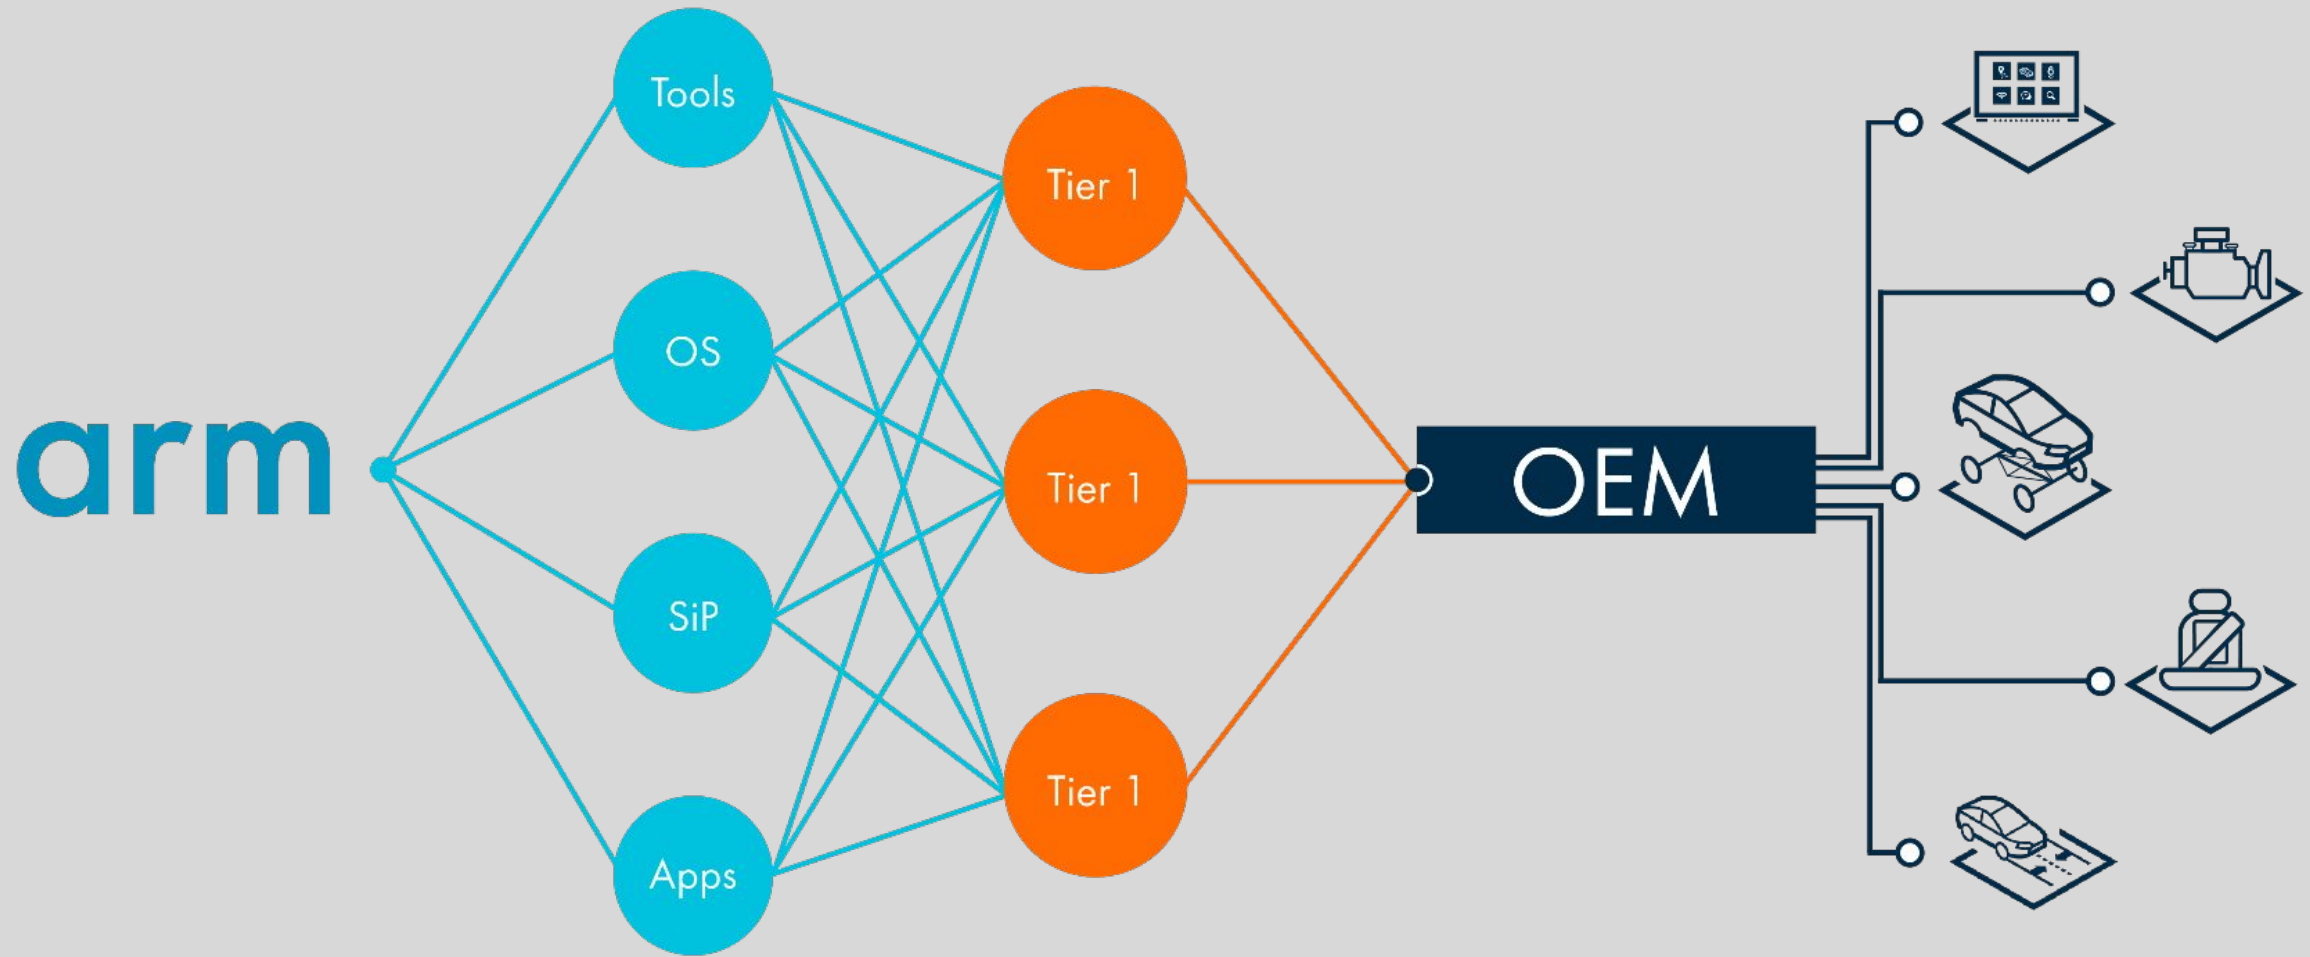 arm
Tools
OS
SiP
Apps
Tier 1
Tier 1
Tier 1
OEM